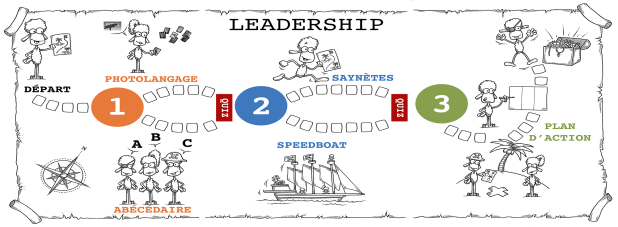 LEADERSHIP
PHOTOLANGAGE
SAYNÈTES
DÉPART
1
QUIZ
2
QUIZ
3
PLAN
D'ACTION
A
B
C
SPEEDBOAT
N
ABÉCÉDAIRE